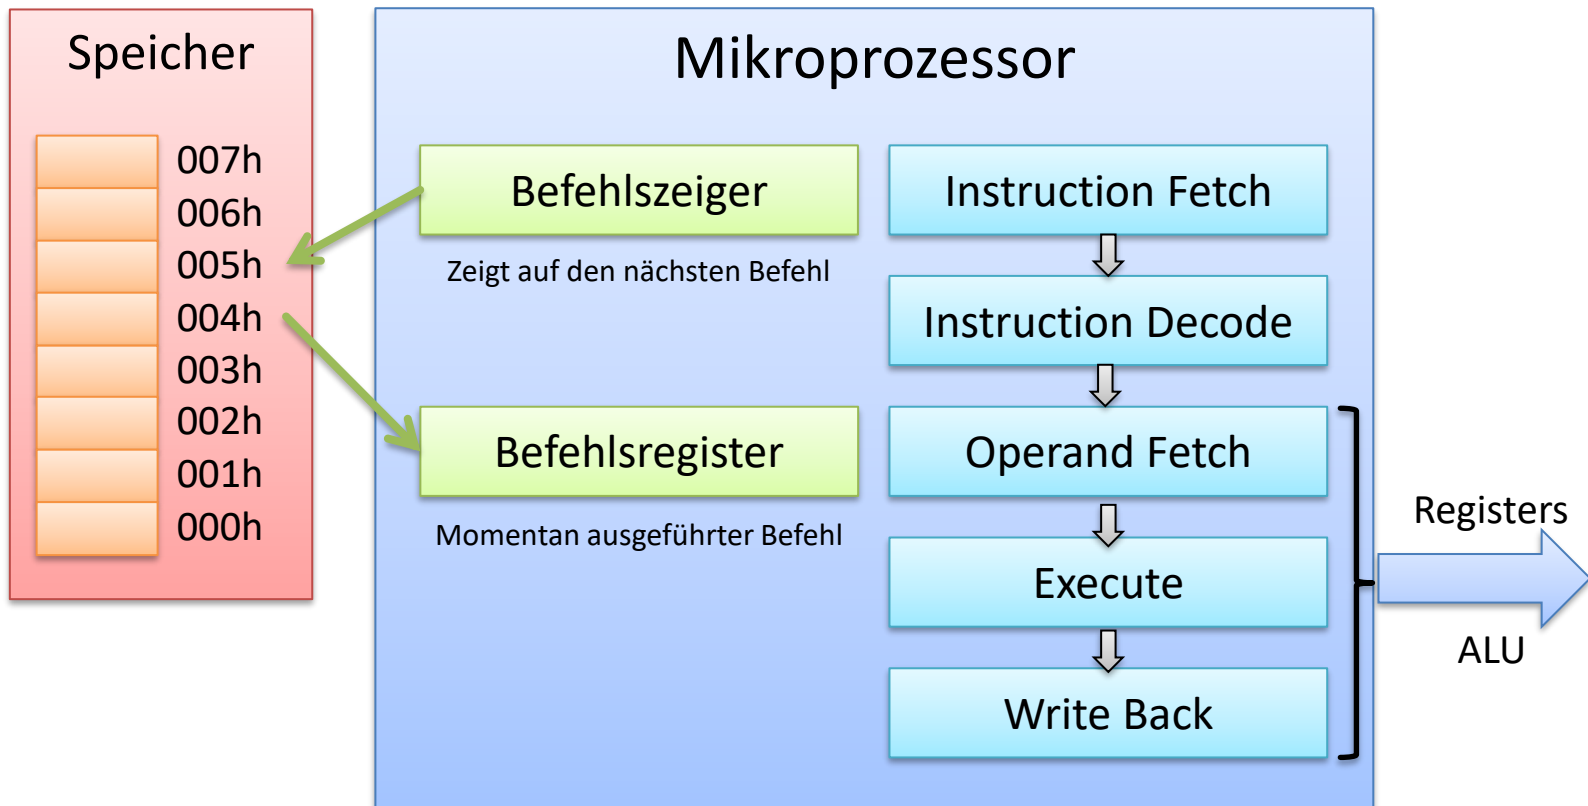 Speicher
007h
006h
005h
004h
003h
002h
001h
000h
Mikroprozessor
Befehlszeiger
Zeigt auf den nächsten Befehl
Befehlsregister
Momentan ausgeführter Befehl
Instruction Fetch
Instruction Decode
Operand Fetch
Execute
Write Back
Registers
ALU